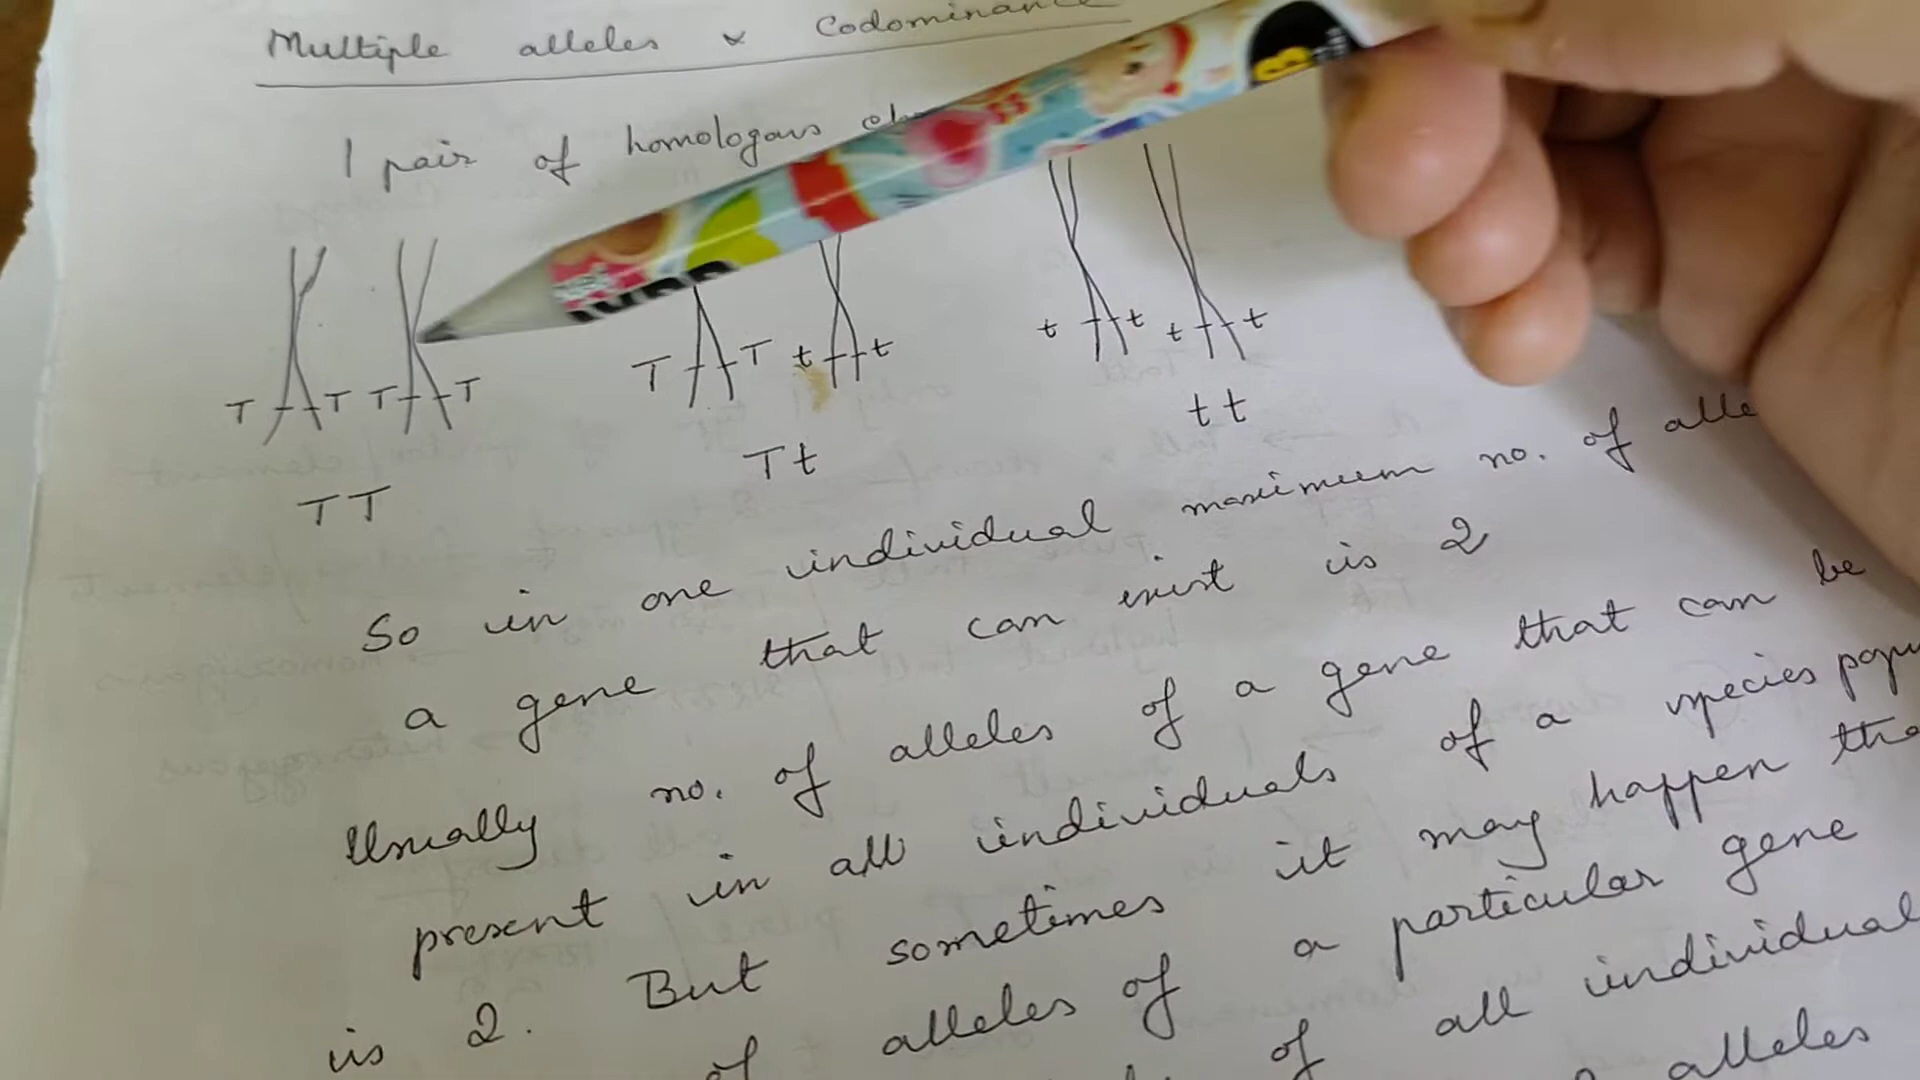 Multiple alleles & Codominance
1 pair of homologous
T T T T
T T t t
t t t t
TT
Tt
tt
So in one individual maximum no. of
a gene that can exist is 2
Usually no. of alleles of a gene that can be
present in all individuals of a species
is 2. But sometimes it may happen
of alleles of a particular gene
of all individual
alleles